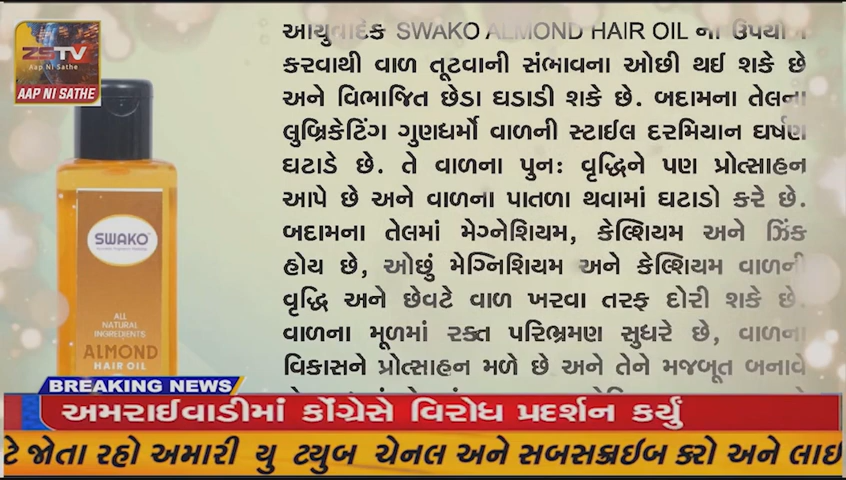 ZSTV
Aap Ni Sathe
AAP NI SATHE
આયુર્વાદિક SWAKO ALMOND HAIR OIL ના ઉપયોગ
કરવાથી વાળ તૂટવાની સંભાવના ઓછી થઈ શકે છે
અને વિભાજિત છેડા ઘડાડી શકે છે. બદામના તેલના
લુબ્રિકેટિંગ ગુણધર્મો વાળની સ્ટાઈલ દરમિયાન ઘર્ષણ
ઘટાડે છે. તે વાળના પુનઃ વૃદ્ધિને પણ પ્રોત્સાહન
આપે છે અને વાળના પાતળા થવામાં ઘટાડો કરે છે.
બદામના તેલમાં મેગ્નેશિયમ, કેલ્શિયમ અને ઝિંક
હોય છે, ઓછું મેગ્નિશિયમ અને કેલ્શિયમ વાળની
વૃદ્ધિ અને છેવટે વાળ ખરવા તરફ દોરી શકે છે.
વાળના મૂળમાં રક્ત પરિભ્રમણ સુધરે છે, વાળના
વિકાસને પ્રોત્સાહન મળે છે અને તેને મજબૂત બનાવે
SWAKO
ALL
NATURAL
INGREDIENTS
ALMOND
HAIR OIL
BREAKING NEWS
અમરાઈવાડીમાં કોંગ્રેસે વિરોધ પ્રદર્શન કર્યું
ટે જોતા રહો અમારી યુ ટ્યુબ ચેનલ અને સબસક્રાઇબ કરો અને લાઇ